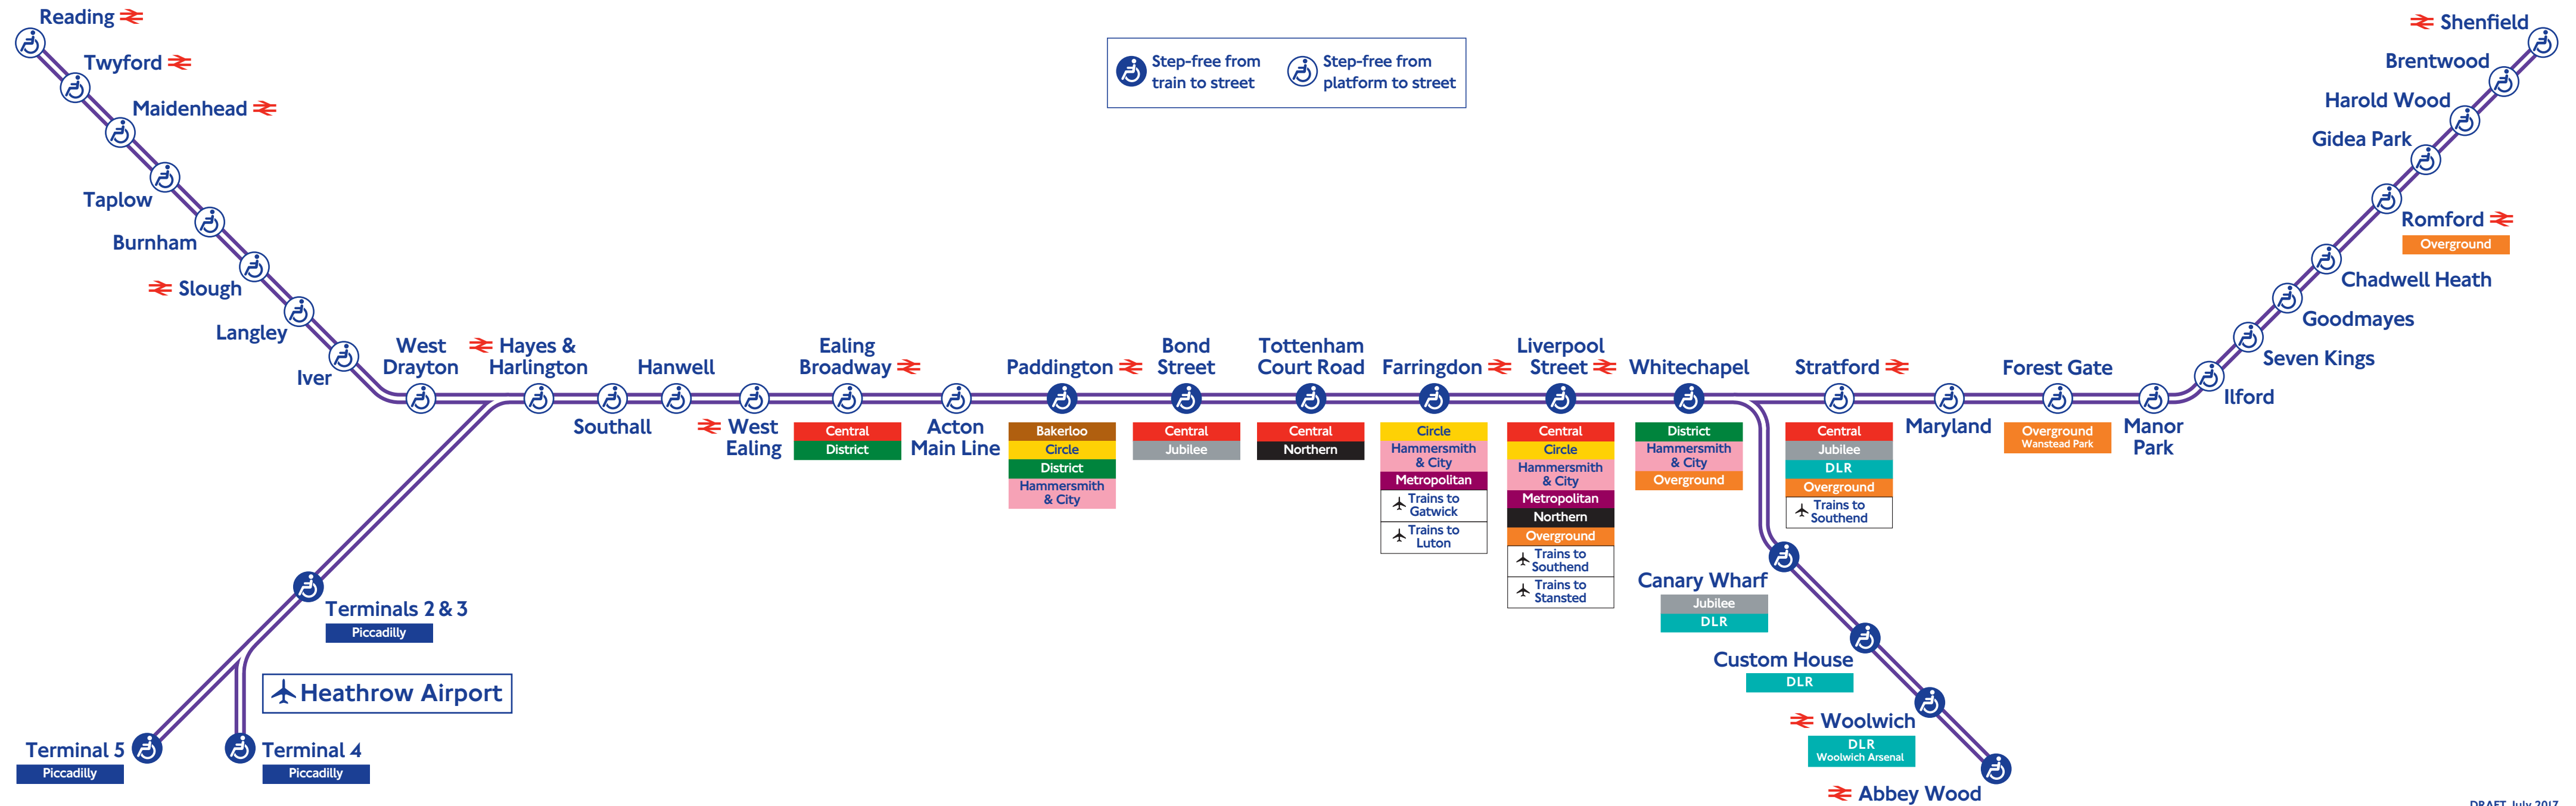 Reading
Twyford
Maidenhead
Taplow
Burnham
Slough
Langley
Iver
West
Drayton
Hayes &
Harlington
Southall
Hanwell
West
Ealing
Ealing
Broadway
Central
District
Acton
Main Line
Paddington
Bakerloo
Circle
District
Hammersmith
& City
Bond
Street
Central
Jubilee
Tottenham
Court Road
Central
Northern
Farringdon
Circle
Hammersmith
& City
Metropolitan
Trains to
Gatwick
Trains to
Luton
Liverpool
Street
Central
Circle
Hammersmith
& City
Metropolitan
Northern
Overground
Trains to
Southend
Trains to
Stansted
Whitechapel
District
Hammersmith
& City
Overground
Stratford
Central
Jubilee
DLR
Overground
Trains to
Southend
Maryland
Forest Gate
Overground
Wanstead Park
Manor
Park
Ilford
Seven Kings
Goodmayes
Chadwell Heath
Romford
Overground
Gidea Park
Harold Wood
Brentwood
Shenfield
Step-free from
train to street
Step-free from
platform to street
Terminals 2 & 3
Piccadilly
Heathrow Airport
Terminal 5
Piccadilly
Terminal 4
Piccadilly
Canary Wharf
Jubilee
DLR
Custom House
DLR
Woolwich
DLR
Woolwich Arsenal
Abbey Wood
DRAFT July 2017